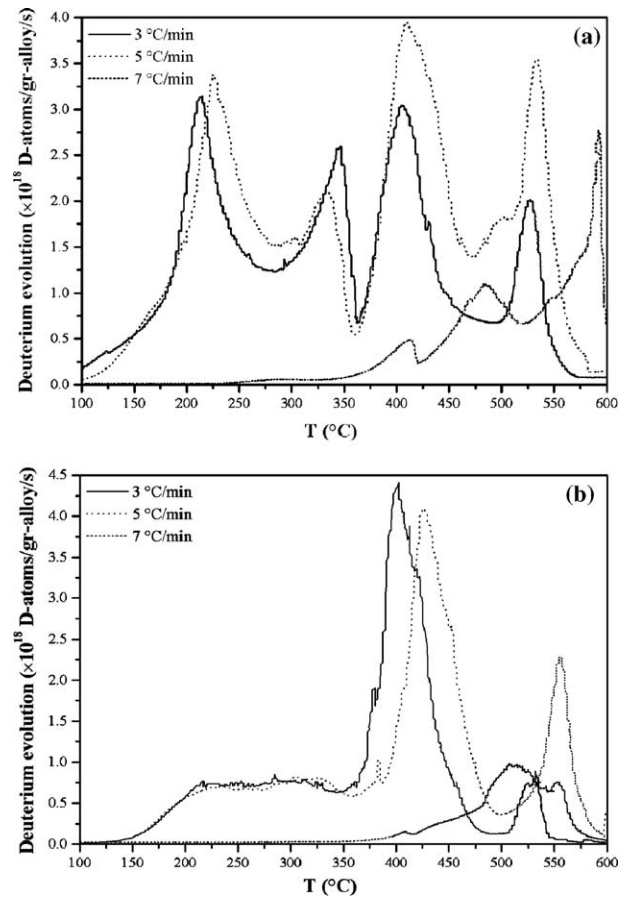 (a)
3 °C/min
5 °C/min
7 °C/min
Deuterium evolution (×10¹⁸ D-atoms/gr-alloy/s)
4.0
3.5
3.0
2.5
2.0
1.5
1.0
0.5
0.0
100 150 200 250 300 350 400 450 500 550 600
T (°C)
(b)
3 °C/min
5 °C/min
7 °C/min
Deuterium evolution (×10¹⁸ D-atoms/gr-alloy/s)
4.5
4.0
3.5
3.0
2.5
2.0
1.5
1.0
0.5
0.0
100 150 200 250 300 350 400 450 500 550 600
T (°C)